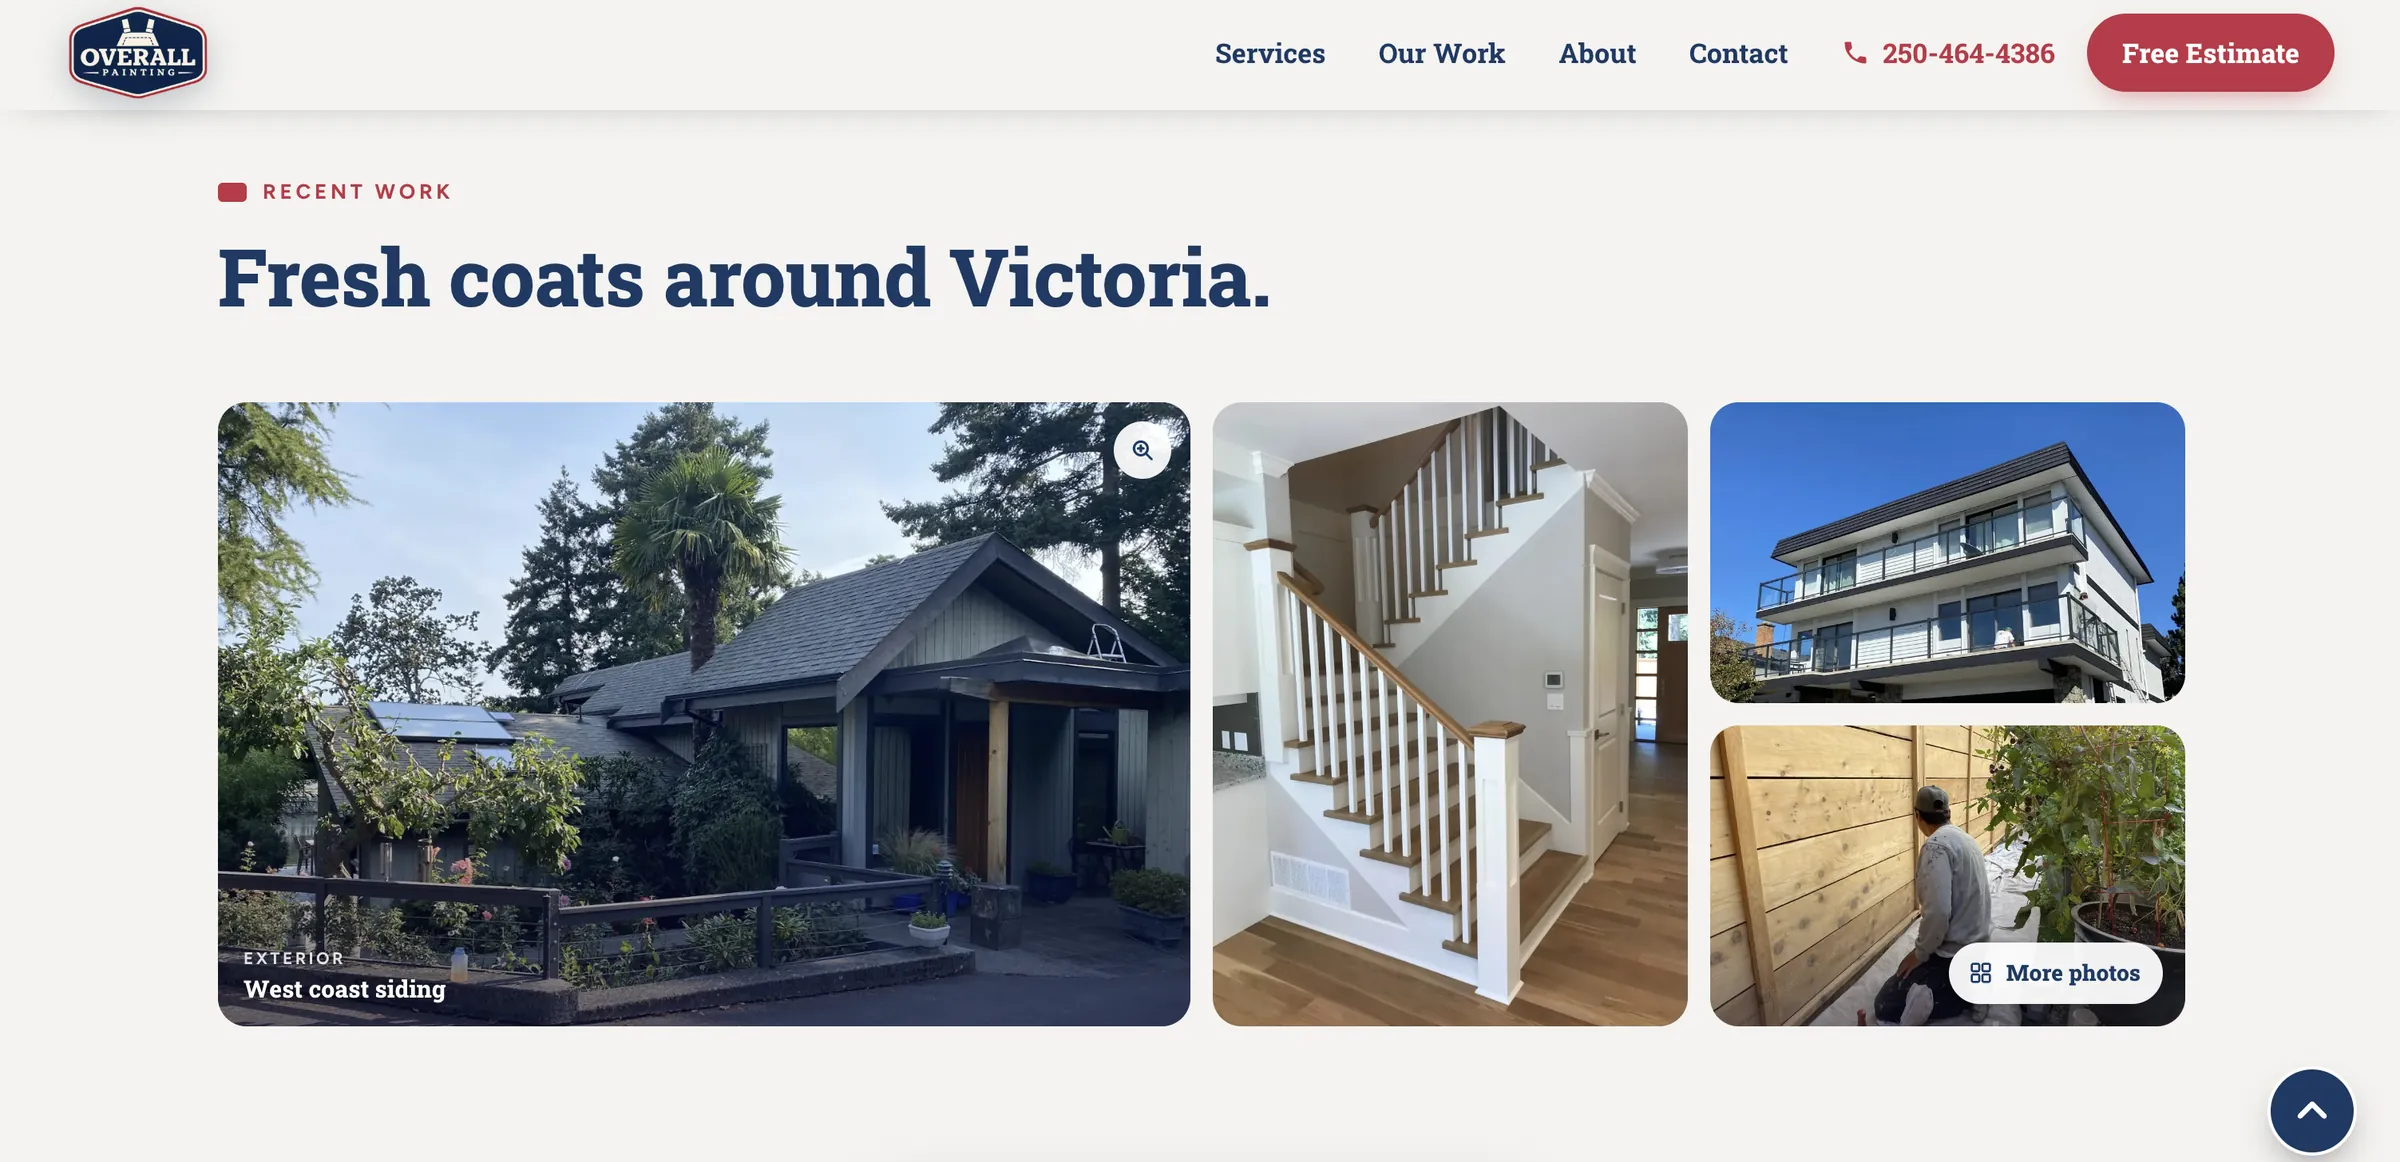 OVERALL
PAINTING
Services
Our Work
About
Contact
250-464-4386
Free Estimate
RECENT WORK
Fresh coats around Victoria.
EXTERIOR
West coast siding
More photos